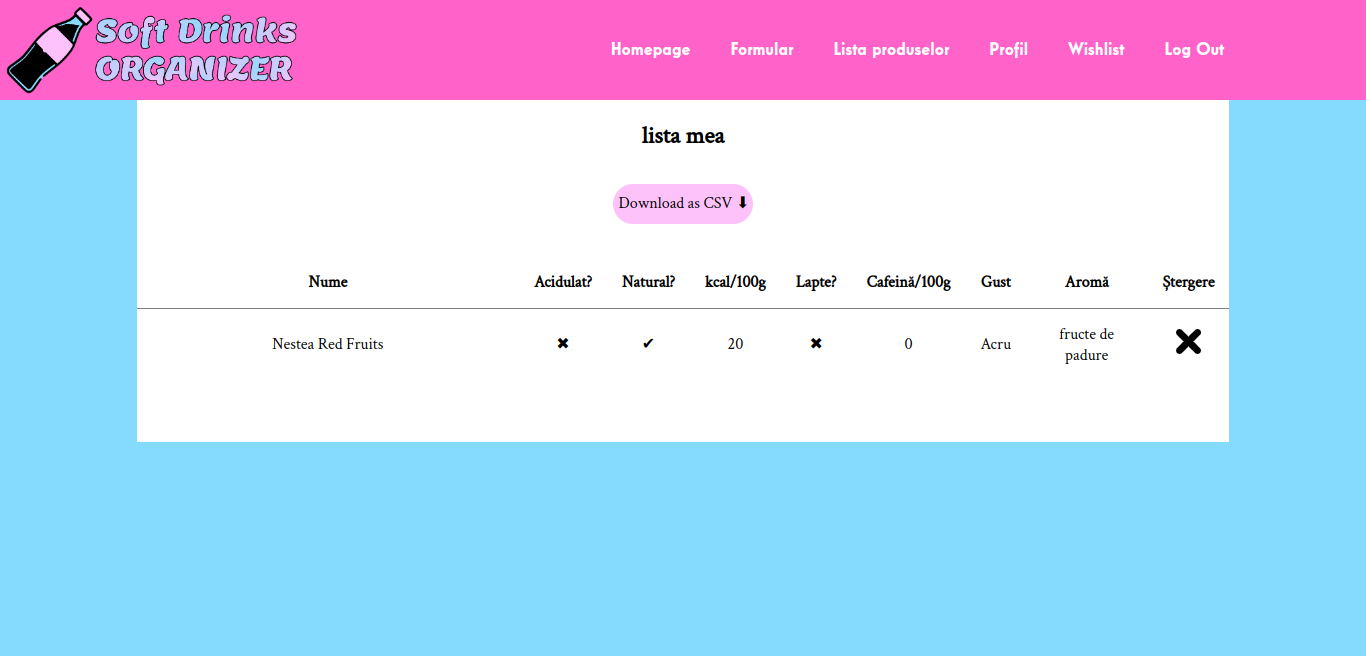 Soft Drinks
ORGANIZER
Homepage Formular Lista produselor Profil Wishlist Log Out
lista mea
Download as CSV ⬇
Nume Acidulat? Natural? kcal/100g Lapte? Cafeină/100g Gust Aromă Ștergere
Nestea Red Fruits ✖ ✔ 20 ✖ 0 Acru fructe de
padure